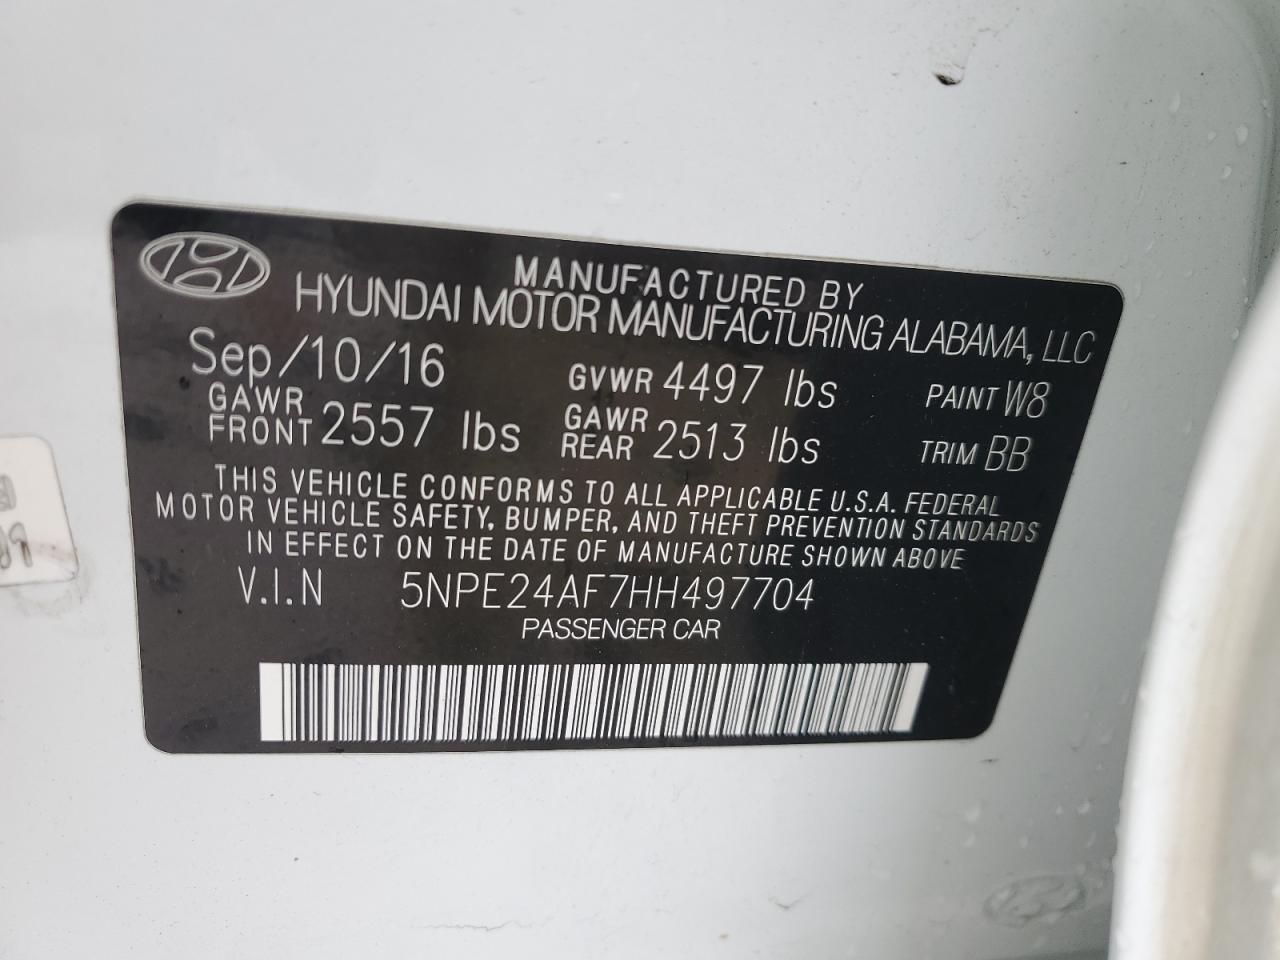 MANUFACTURED BY
HYUNDAI MOTOR MANUFACTURING ALABAMA, LLC
Sep/10/16 GVWR 4497 lbs PAINT W8
GAWR FRONT 2557 lbs GAWR REAR 2513 lbs TRIM BB
THIS VEHICLE CONFORMS TO ALL APPLICABLE U.S.A. FEDERAL
MOTOR VEHICLE SAFETY, BUMPER, AND THEFT PREVENTION STANDARDS
IN EFFECT ON THE DATE OF MANUFACTURE SHOWN ABOVE
V.I.N 5NPE24AF7HH497704
PASSENGER CAR